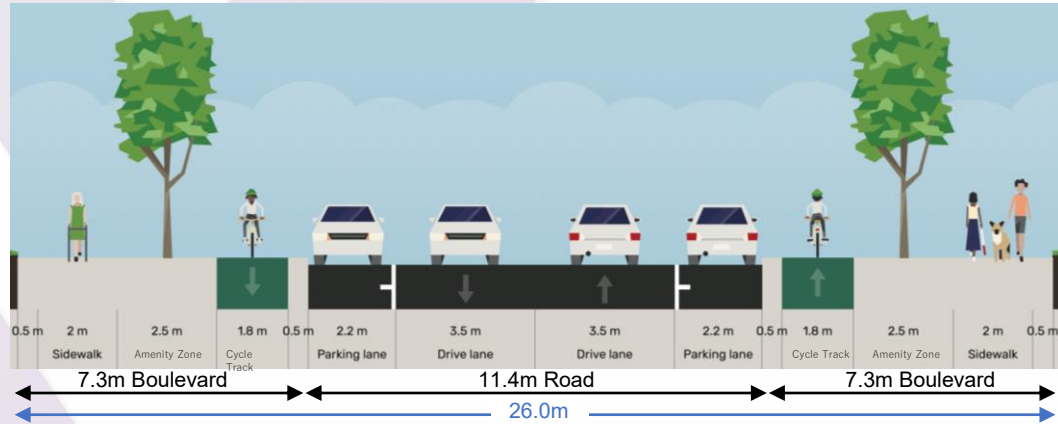 0.5 m 2 m 2.5 m 1.8 m 0.5 m 2.2 m 3.5 m 3.5 m 2.2 m 0.5 m 1.8 m 2.5 m 2 m 0.5 m
Sidewalk Amenity Zone Cycle Track Parking lane Drive lane Drive lane Parking lane Cycle Track Amenity Zone Sidewalk
7.3m Boulevard 11.4m Road 7.3m Boulevard
26.0m